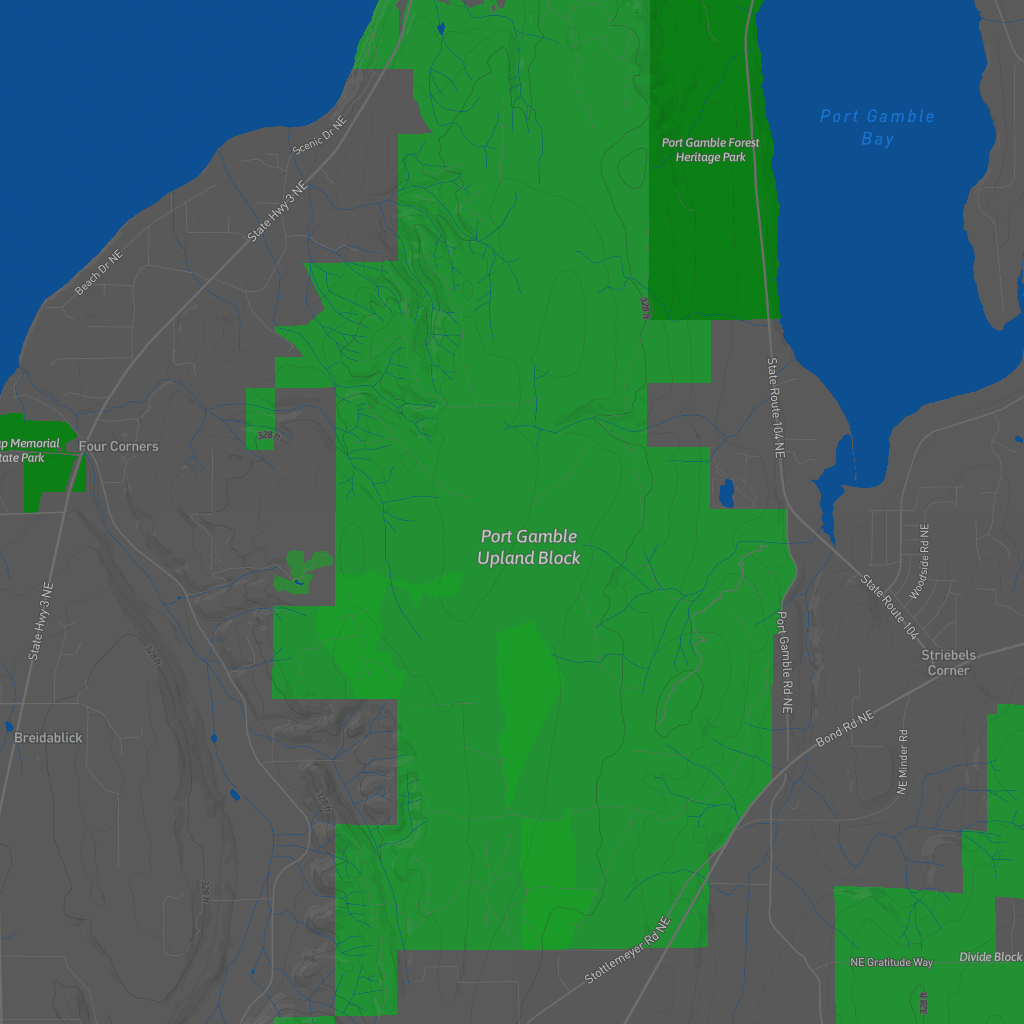 Port Gamble
Bay
Scenic Dr NE
Port Gamble Forest
Heritage Park
State Hwy 3 NE
Beach Dr NE
328 ft
State Route 104 NE
328 ft
p Memorial
ate Park
Four Corners
Port Gamble
Upland Block
Woodside Rd NE
State Hwy 3 NE
State Route 104
328 ft
Port Gamble Rd NE
Striebels
Corner
Breidablick
Bond Rd NE
NE Minder Rd
328 ft
328 ft
Stottlemeyer Rd NE
NE Gratitude Way
Divide Block
328 ft